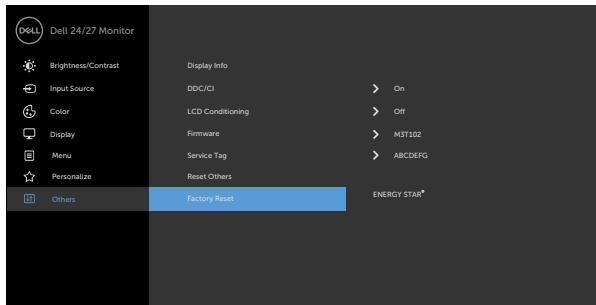 DELL Dell 24/27 Monitor
Brightness/Contrast Display Info
Input Source DDC/CI On
Color LCD Conditioning Off
Display Firmware M3T102
Menu Service Tag ABCDEFG
Personalize Reset Others
Others Factory Reset ENERGY STAR®